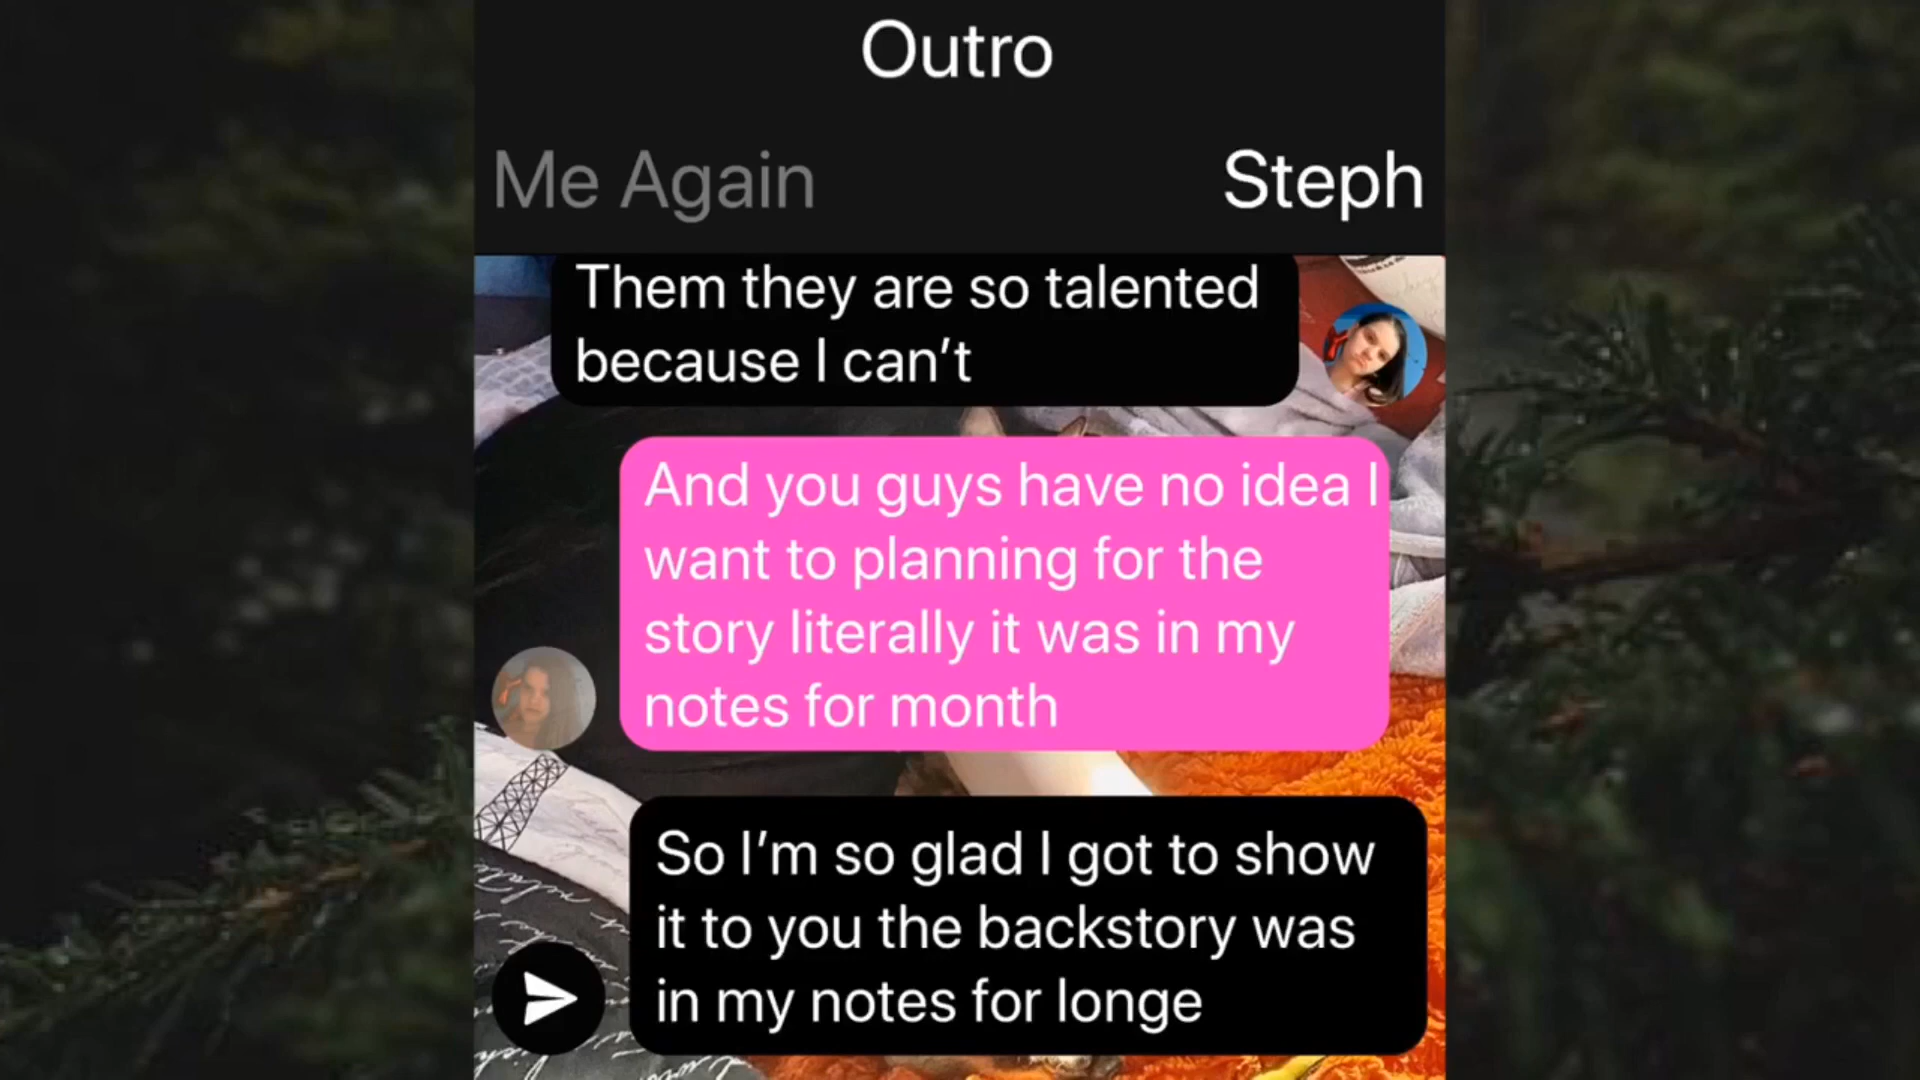 Outro
Me Again
Steph
Them they are so talented
because I can’t
And you guys have no idea I
want to planning for the
story literally it was in my
notes for month
So I’m so glad I got to show
it to you the backstory was
in my notes for longe